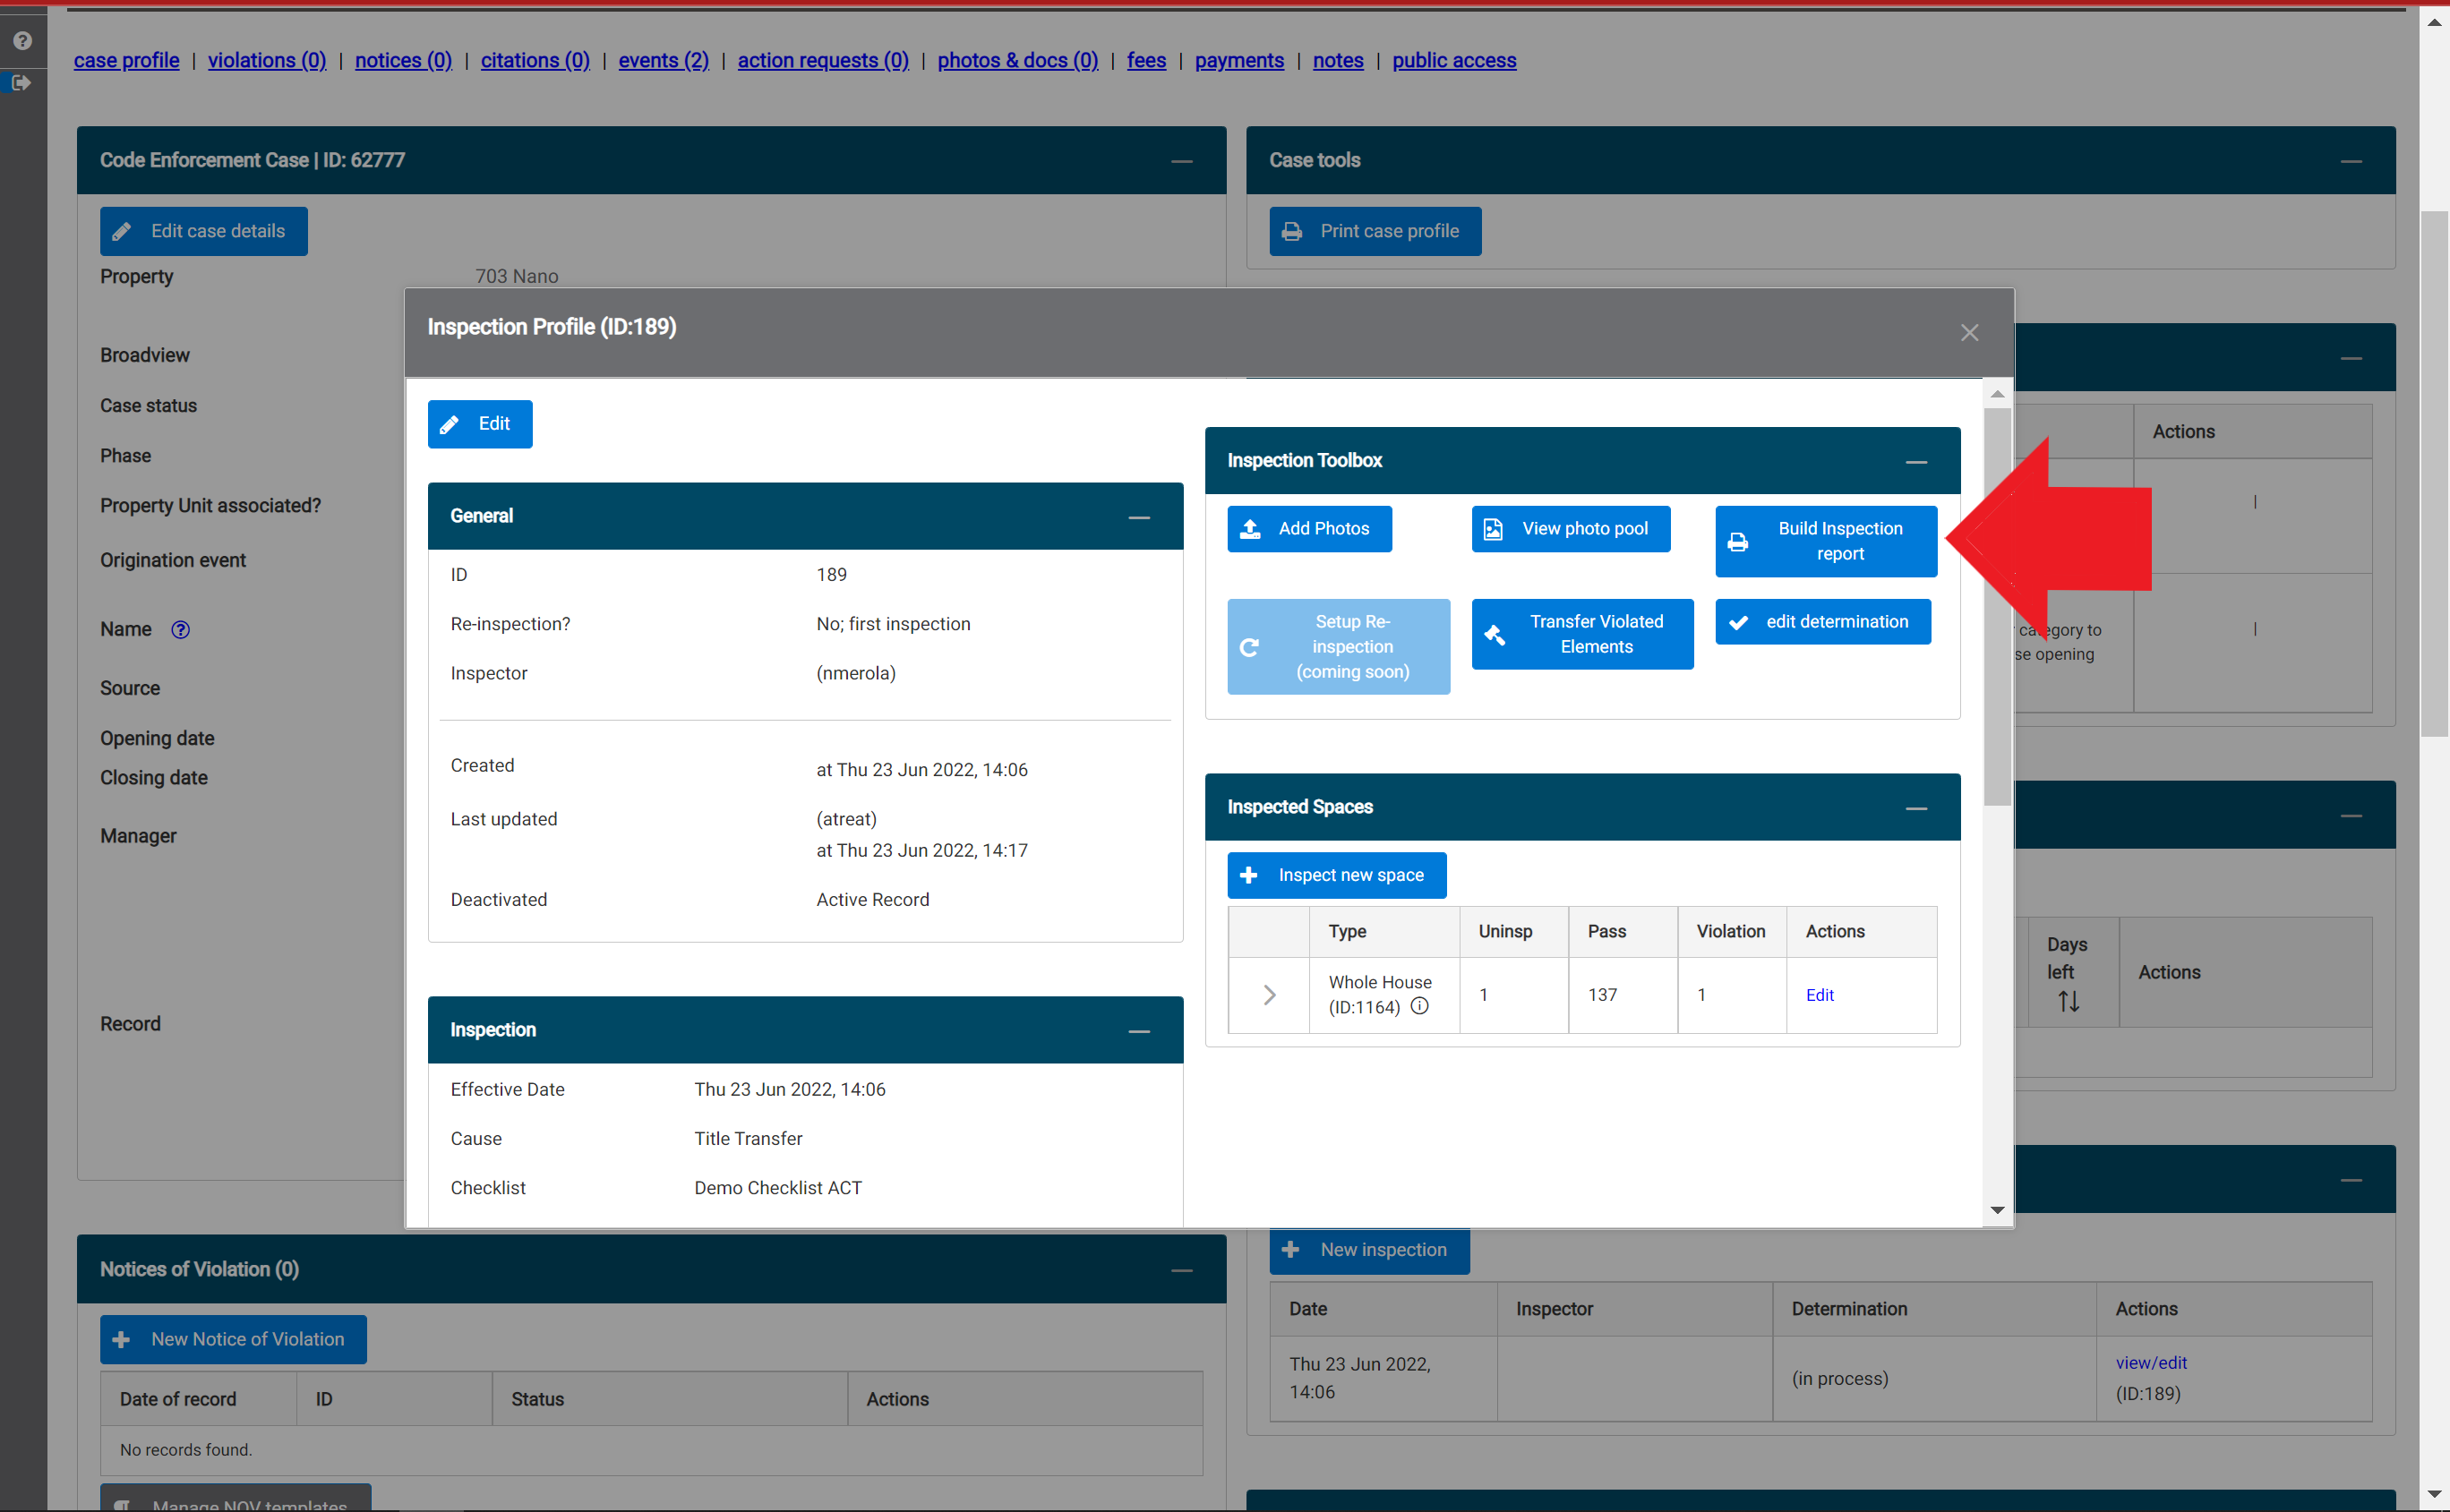 case profile | violations (0) | notices (0) | citations (0) | events (2) | action requests (0) | photos & docs (0) | fees | payments | notes | public access
Code Enforcement Case | ID: 62777
Edit case details
Property 703 Nano
Broadview
Case status
Phase
Property Unit associated?
Origination event
Name
Source
Opening date
Closing date
Manager
Record
Case tools
Print case profile
Actions
|
category to
se opening
|
Days
left
Actions
Inspection Profile (ID:189)
Edit
General
ID 189
Re-inspection? No; first inspection
Inspector (nmerola)
Created at Thu 23 Jun 2022, 14:06
Last updated (atreat)
at Thu 23 Jun 2022, 14:17
Deactivated Active Record
Inspection
Effective Date Thu 23 Jun 2022, 14:06
Cause Title Transfer
Checklist Demo Checklist ACT
Inspection Toolbox
Add Photos
View photo pool
Build Inspection
report
Setup Re-
inspection
(coming soon)
Transfer Violated
Elements
edit determination
Inspected Spaces
Inspect new space
Type Uninsp Pass Violation Actions
Whole House
(ID:1164)
1 137 1 Edit
Notices of Violation (0)
New Notice of Violation
Date of record ID Status Actions
No records found.
Manage NOV templates
New inspection
Date Inspector Determination Actions
Thu 23 Jun 2022,
14:06
(in process)
view/edit
(ID:189)